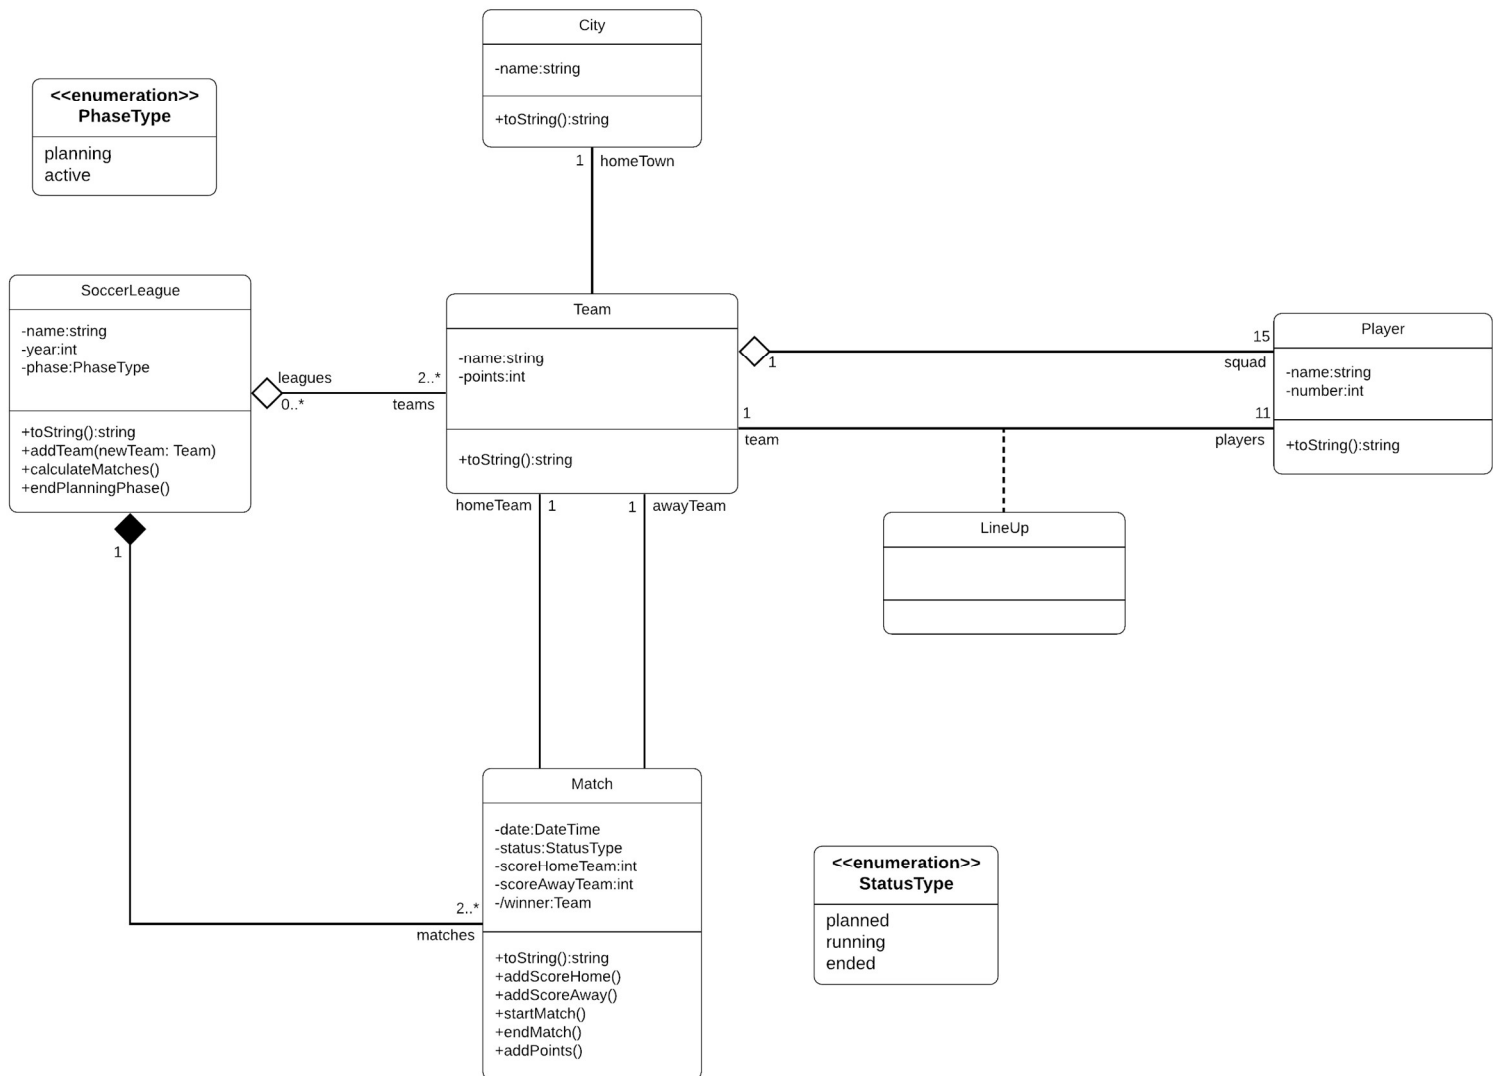 City
-name:string
+toString():string
1 homeTown
<<enumeration>>
PhaseType
planning
active
SoccerLeague
-name:string
-year:int
-phase:PhaseType
+toString():string
+addTeam(newTeam: Team)
+calculateMatches()
+endPlanningPhase()
leagues
0..*
2..*
teams
Team
-name:string
-points:int
+toString():string
1
15
squad
1
team
11
players
Player
-name:string
-number:int
+toString():string
LineUp
homeTeam 1
1 awayTeam
1
2..*
matches
Match
-date:DateTime
-status:StatusType
-scoreHomeTeam:int
-scoreAwayTeam:int
-/winner:Team
+toString():string
+addScoreHome()
+addScoreAway()
+startMatch()
+endMatch()
+addPoints()
<<enumeration>>
StatusType
planned
running
ended